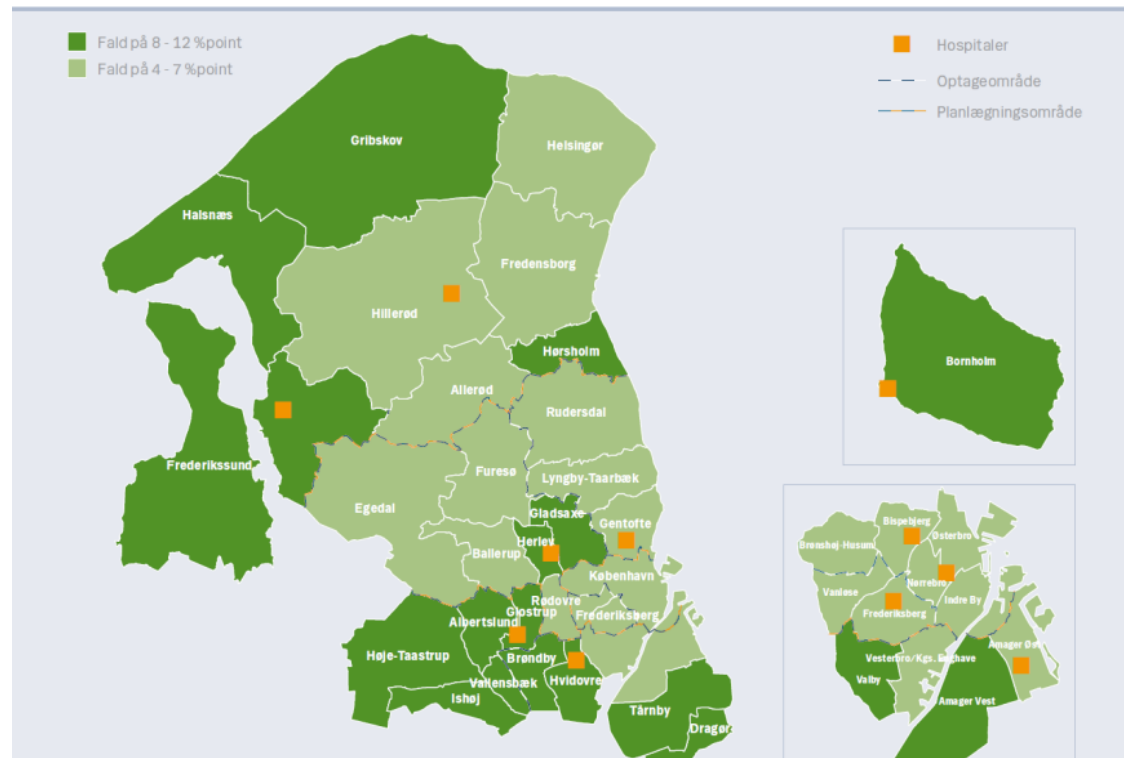 Fald på 8 - 12 %point
Fald på 4 - 7 %point
Hospitaler
Optageområde
Planlægningsområde
Gribskov
Helsingør
Halsnæs
Fredensborg
Hillerød
Hørsholm
Allerød
Rudersdal
Frederikssund
Furesø
Lyngby-Taarbæk
Egedal
Gladsaxe
Gentofte
Herlev
Ballerup
København
Rødovre
Glostrup
Frederiksberg
Albertslund
Høje-Taastrup
Brøndby
Vallensbæk
Hvidovre
Ishøj
Tårnby
Dragør
Bornholm
Bispebjerg
Østerbro
Brønshøj-Husum
Nørrebro
Vanløse
Indre By
Frederiksberg
Amager Øst
Vesterbro/Kgs. Enghave
Valby
Amager Vest